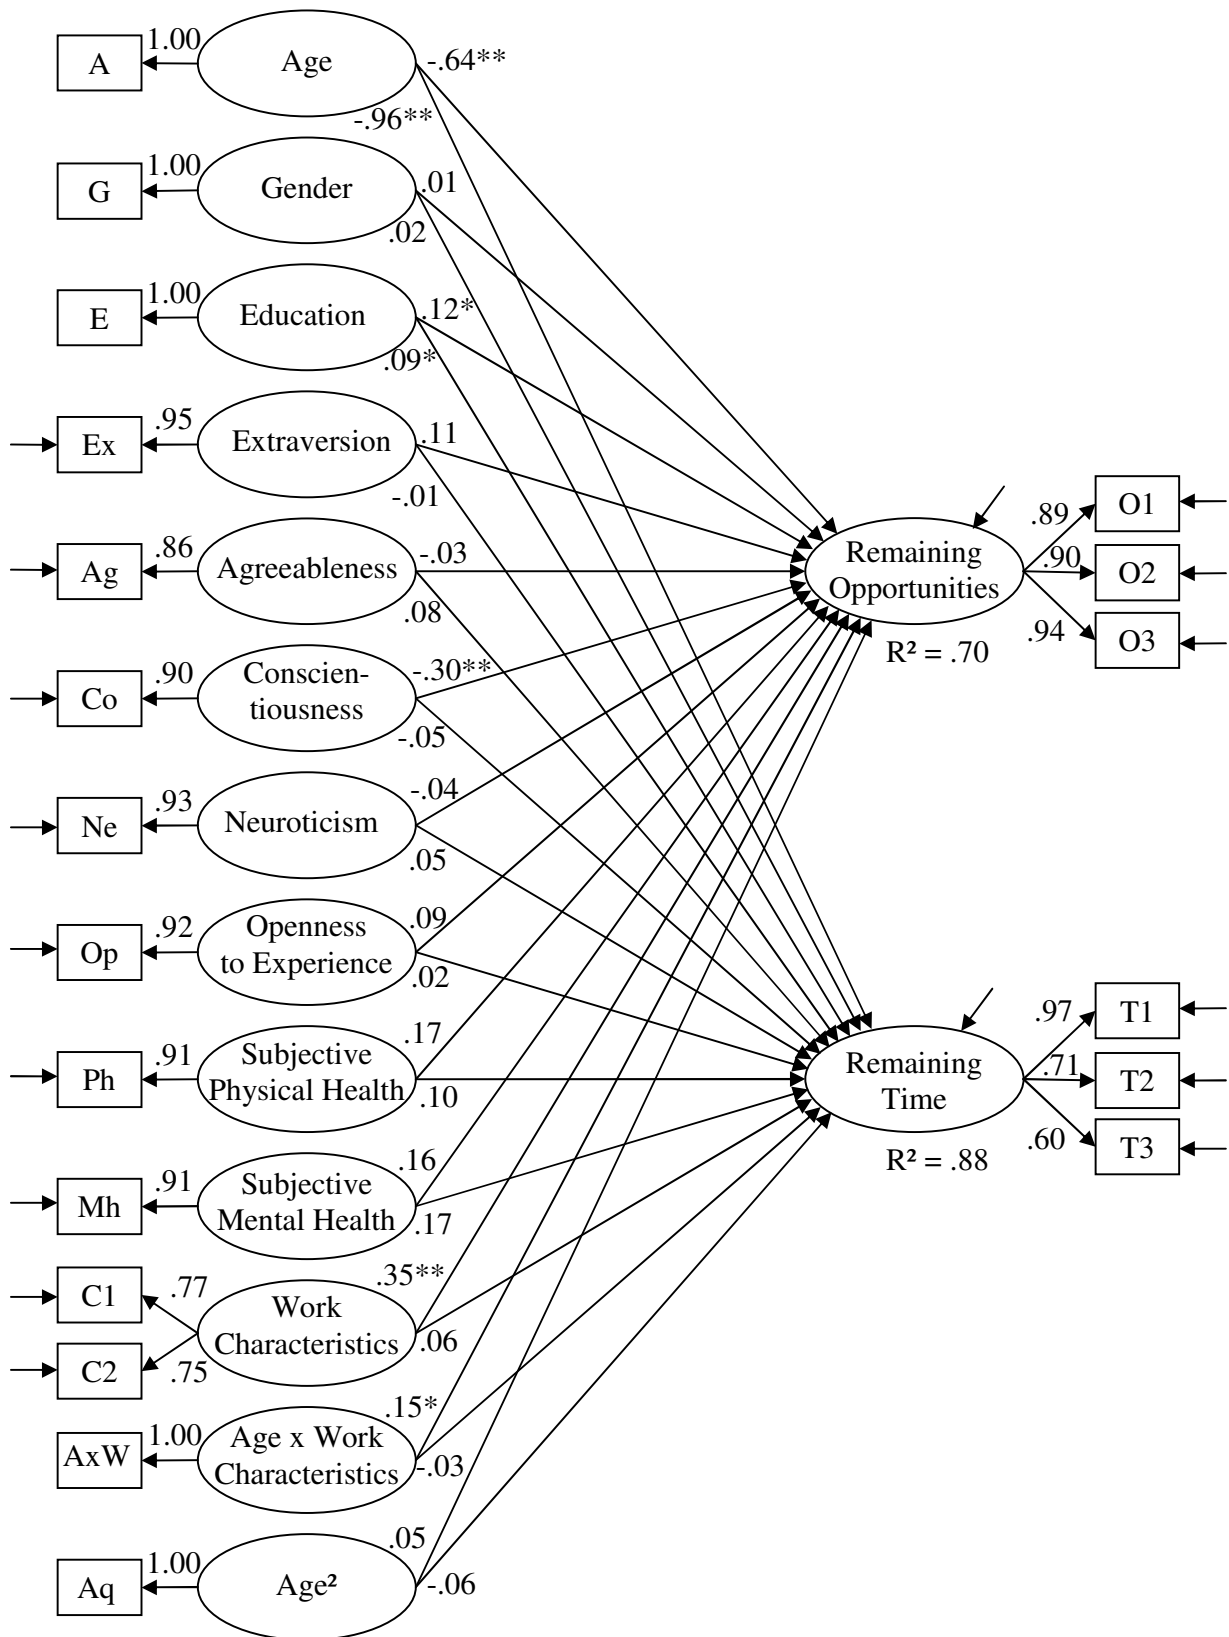 A
1.00
Age
-.64**
-.96**
G
1.00
Gender
.01
.02
E
1.00
Education
.12*
.09*
Ex
.95
Extraversion
.11
-.01
Ag
.86
Agreeableness
-.03
.08
Co
.90
Conscien-
tiousness
-.30**
-.05
Ne
.93
Neuroticism
-.04
.05
Op
.92
Openness
to Experience
.09
.02
Ph
.91
Subjective
Physical Health
.17
.10
Mh
.91
Subjective
Mental Health
.16
.17
C1
.77
C2
.75
Work
Characteristics
.35**
.06
AxW
1.00
Age x Work
Characteristics
.15*
-.03
Aq
1.00
Age²
.05
-.06
Remaining
Opportunities
R² = .70
.89
O1
.90
O2
.94
O3
Remaining
Time
R² = .88
.97
T1
.71
T2
.60
T3